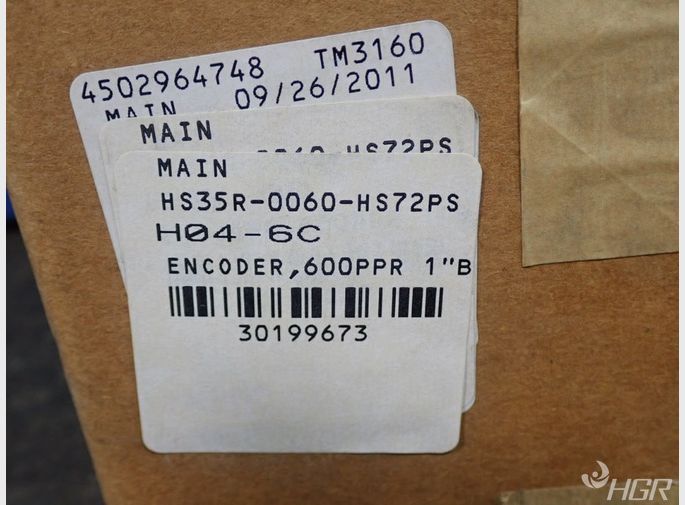 4502964748 TM3160
MAIN 09/26/2011
MAIN
0060-HS72PS
MAIN
HS35R-0060-HS72PS
H04-6C
ENCODER,600PPR 1"B
30199673
HGR